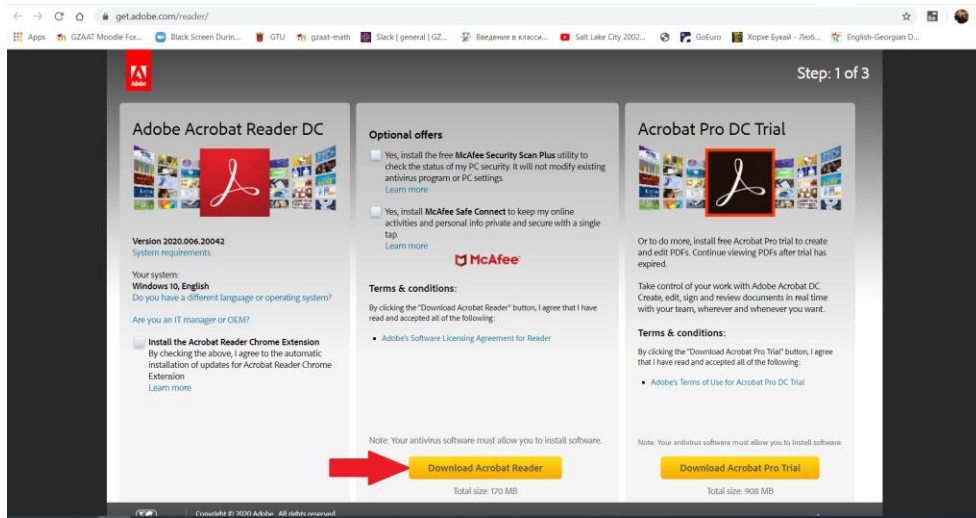 get.adobe.com/reader/
Apps
GZAAT Moodle For...
Black Screen Durin...
GTU
gzaat-math
Slack | general | GZ...
Введение в класси...
Salt Lake City 2002...
GoEuro
Хорхе Букай - Люб...
English-Georgian D...
Adobe
Step: 1 of 3
Adobe Acrobat Reader DC
Version 2020.006.20042
System requirements
Your system:
Windows 10, English
Do you have a different language or operating system?
Are you an IT manager or OEM?
Install the Acrobat Reader Chrome Extension
By checking the above, I agree to the automatic
installation of updates for Acrobat Reader Chrome
Extension
Learn more
Optional offers
Yes, install the free McAfee Security Scan Plus utility to
check the status of my PC security. It will not modify existing
antivirus program or PC settings.
Learn more
Yes, install McAfee Safe Connect to keep my online
activities and personal info private and secure with a single
tap.
Learn more
McAfee
Terms & conditions:
By clicking the "Download Acrobat Reader" button, I agree that I have
read and accepted all of the following:
Adobe's Software Licensing Agreement for Reader
Note: Your antivirus software must allow you to install software.
Download Acrobat Reader
Total size: 170 MB
Acrobat Pro DC Trial
Or to do more, install free Acrobat Pro trial to create
and edit PDFs. Continue viewing PDFs after trial has
expired.
Take control of your work with Adobe Acrobat DC.
Create, edit, sign and review documents in real time
with your team, wherever and whenever you want.
Terms & conditions:
By clicking the "Download Acrobat Pro Trial" button, I agree
that I have read and accepted all of the following:
Adobe's Terms of Use for Acrobat Pro DC Trial
Note: Your antivirus software must allow you to install software.
Download Acrobat Pro Trial
Total size: 908 MB
Copyright © 2020 Adobe. All rights reserved.